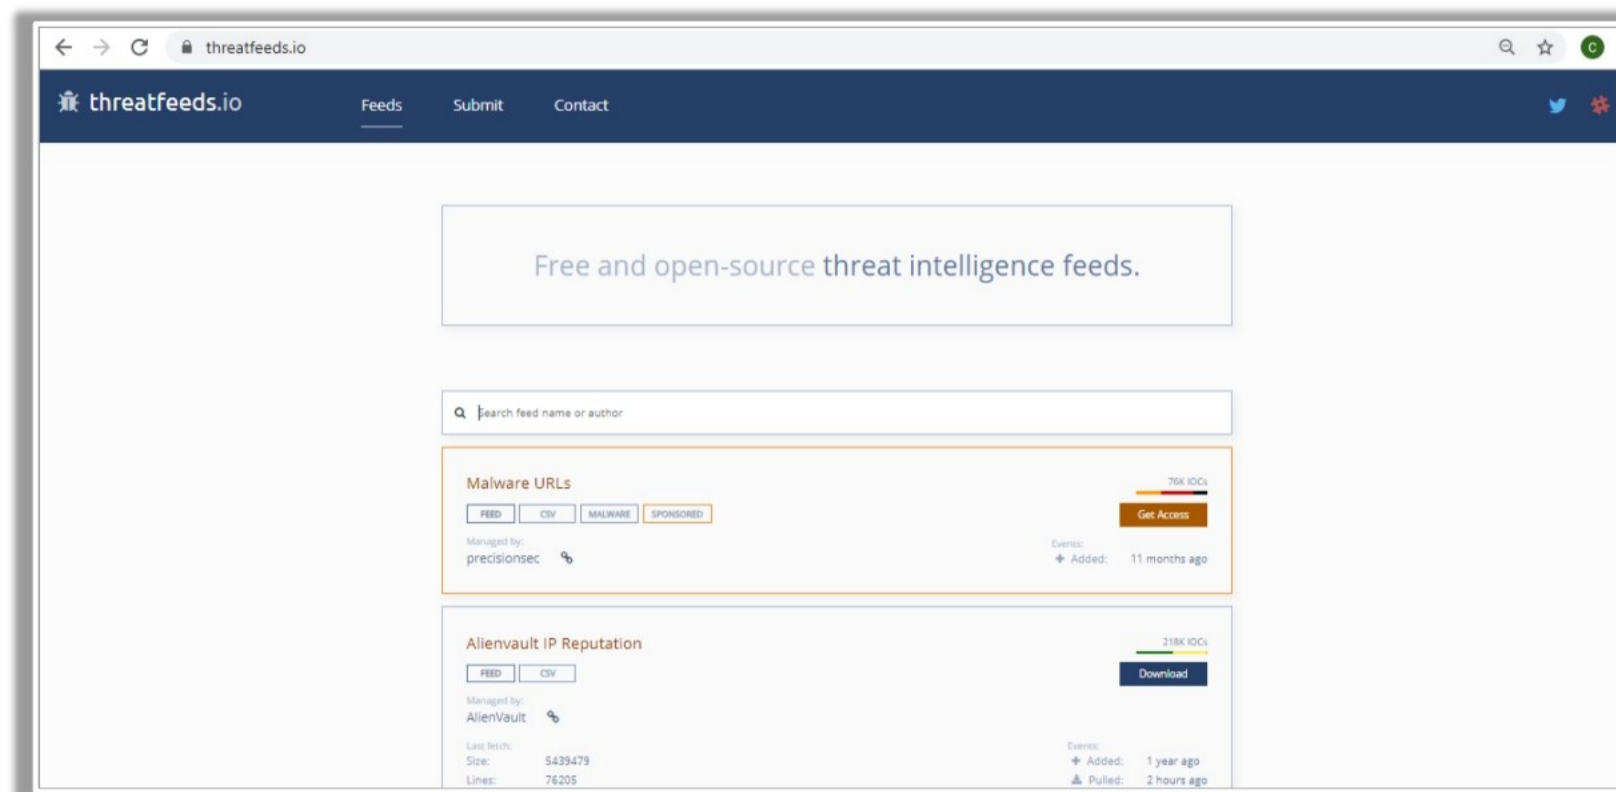 threatfeeds.io
C
threatfeeds.io Feeds Submit Contact
Free and open-source threat intelligence feeds.
Search feed name or author
Malware URLs 76K IOCs
FEED CSV MALWARE SPONSORED Get Access
Managed by: Events:
precisionsec + Added: 11 months ago
Alienvault IP Reputation 218K IOCs
FEED CSV Download
Managed by:
AlienVault
Last fetch: Events:
Size: 5439479 + Added: 1 year ago
Lines: 76205 Pulled: 2 hours ago